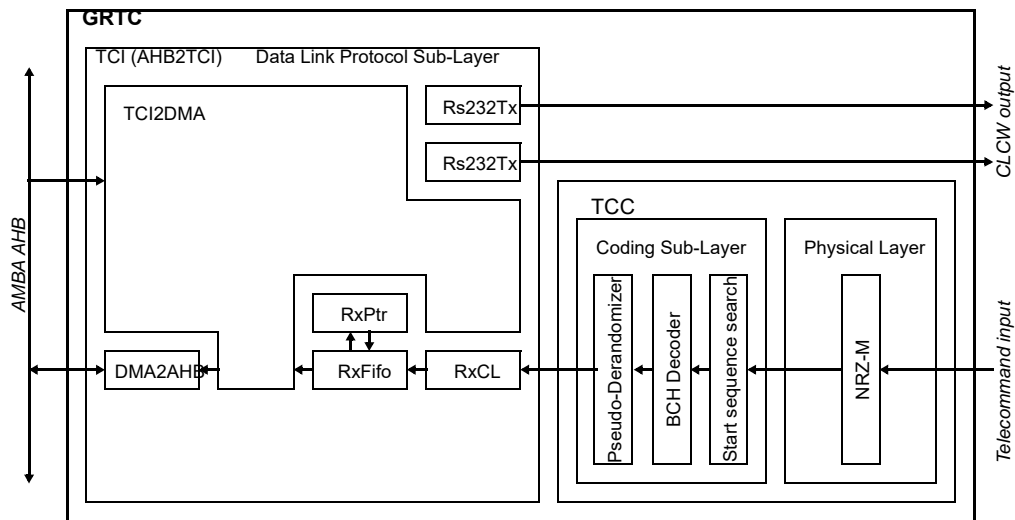 GRTC
TCI (AHB2TCI) Data Link Protocol Sub-Layer
TCI2DMA
Rs232Tx
Rs232Tx
CLCW output
AMBA AHB
TCC
Coding Sub-Layer
Physical Layer
RxPtr
DMA2AHB
RxFifo
RxCL
Pseudo-Derandomizer
BCH Decoder
Start sequence search
NRZ-M
Telecommand input